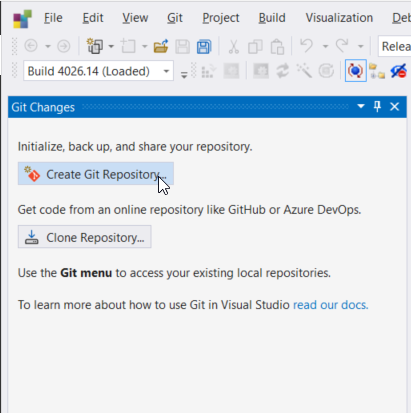 File Edit View Git Project Build Visualization
Build 4026.14 (Loaded)
Git Changes
Initialize, back up, and share your repository.
Create Git Repository...
Get code from an online repository like GitHub or Azure DevOps.
Clone Repository...
Use the Git menu to access your existing local repositories.
To learn more about how to use Git in Visual Studio read our docs.